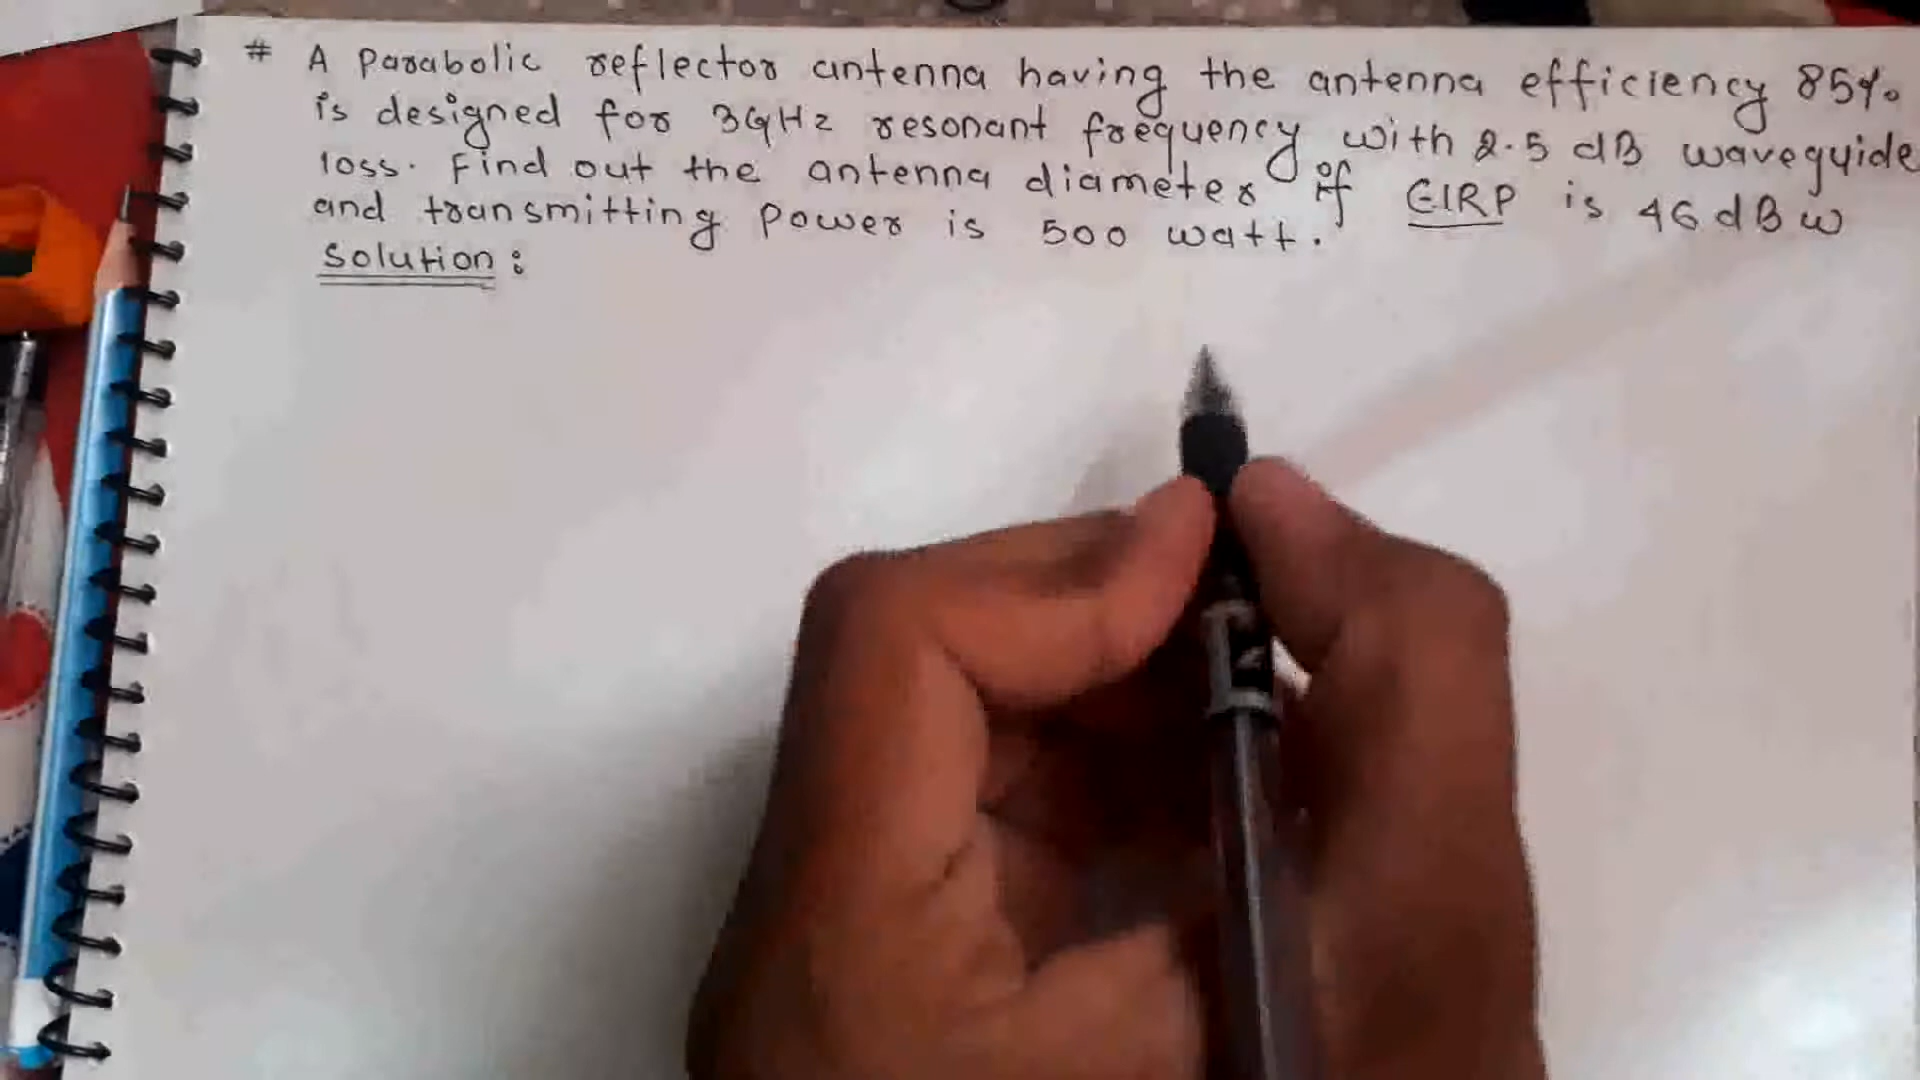 # A parabolic reflector antenna having the antenna efficiency 85%
is designed for 3GHz resonant frequency with 2.5 dB waveguide
loss. Find out the antenna diameter of if EIRP is 46 dBw
and transmitting power is 500 watt.
Solution: